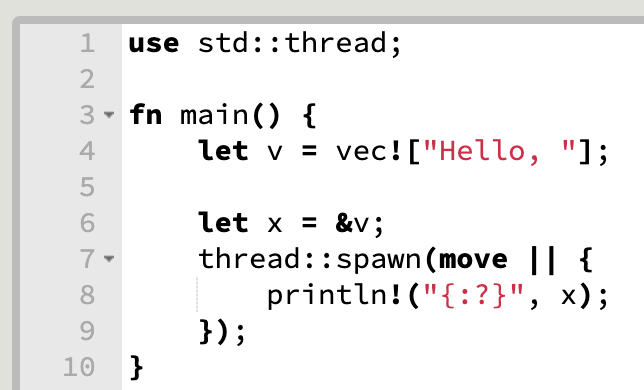 1 use std::thread;
2
3 fn main() {
4     let v = vec!["Hello, "];
5
6     let x = &v;
7     thread::spawn(move || {
8         println!("{:?}", x);
9     });
10 }